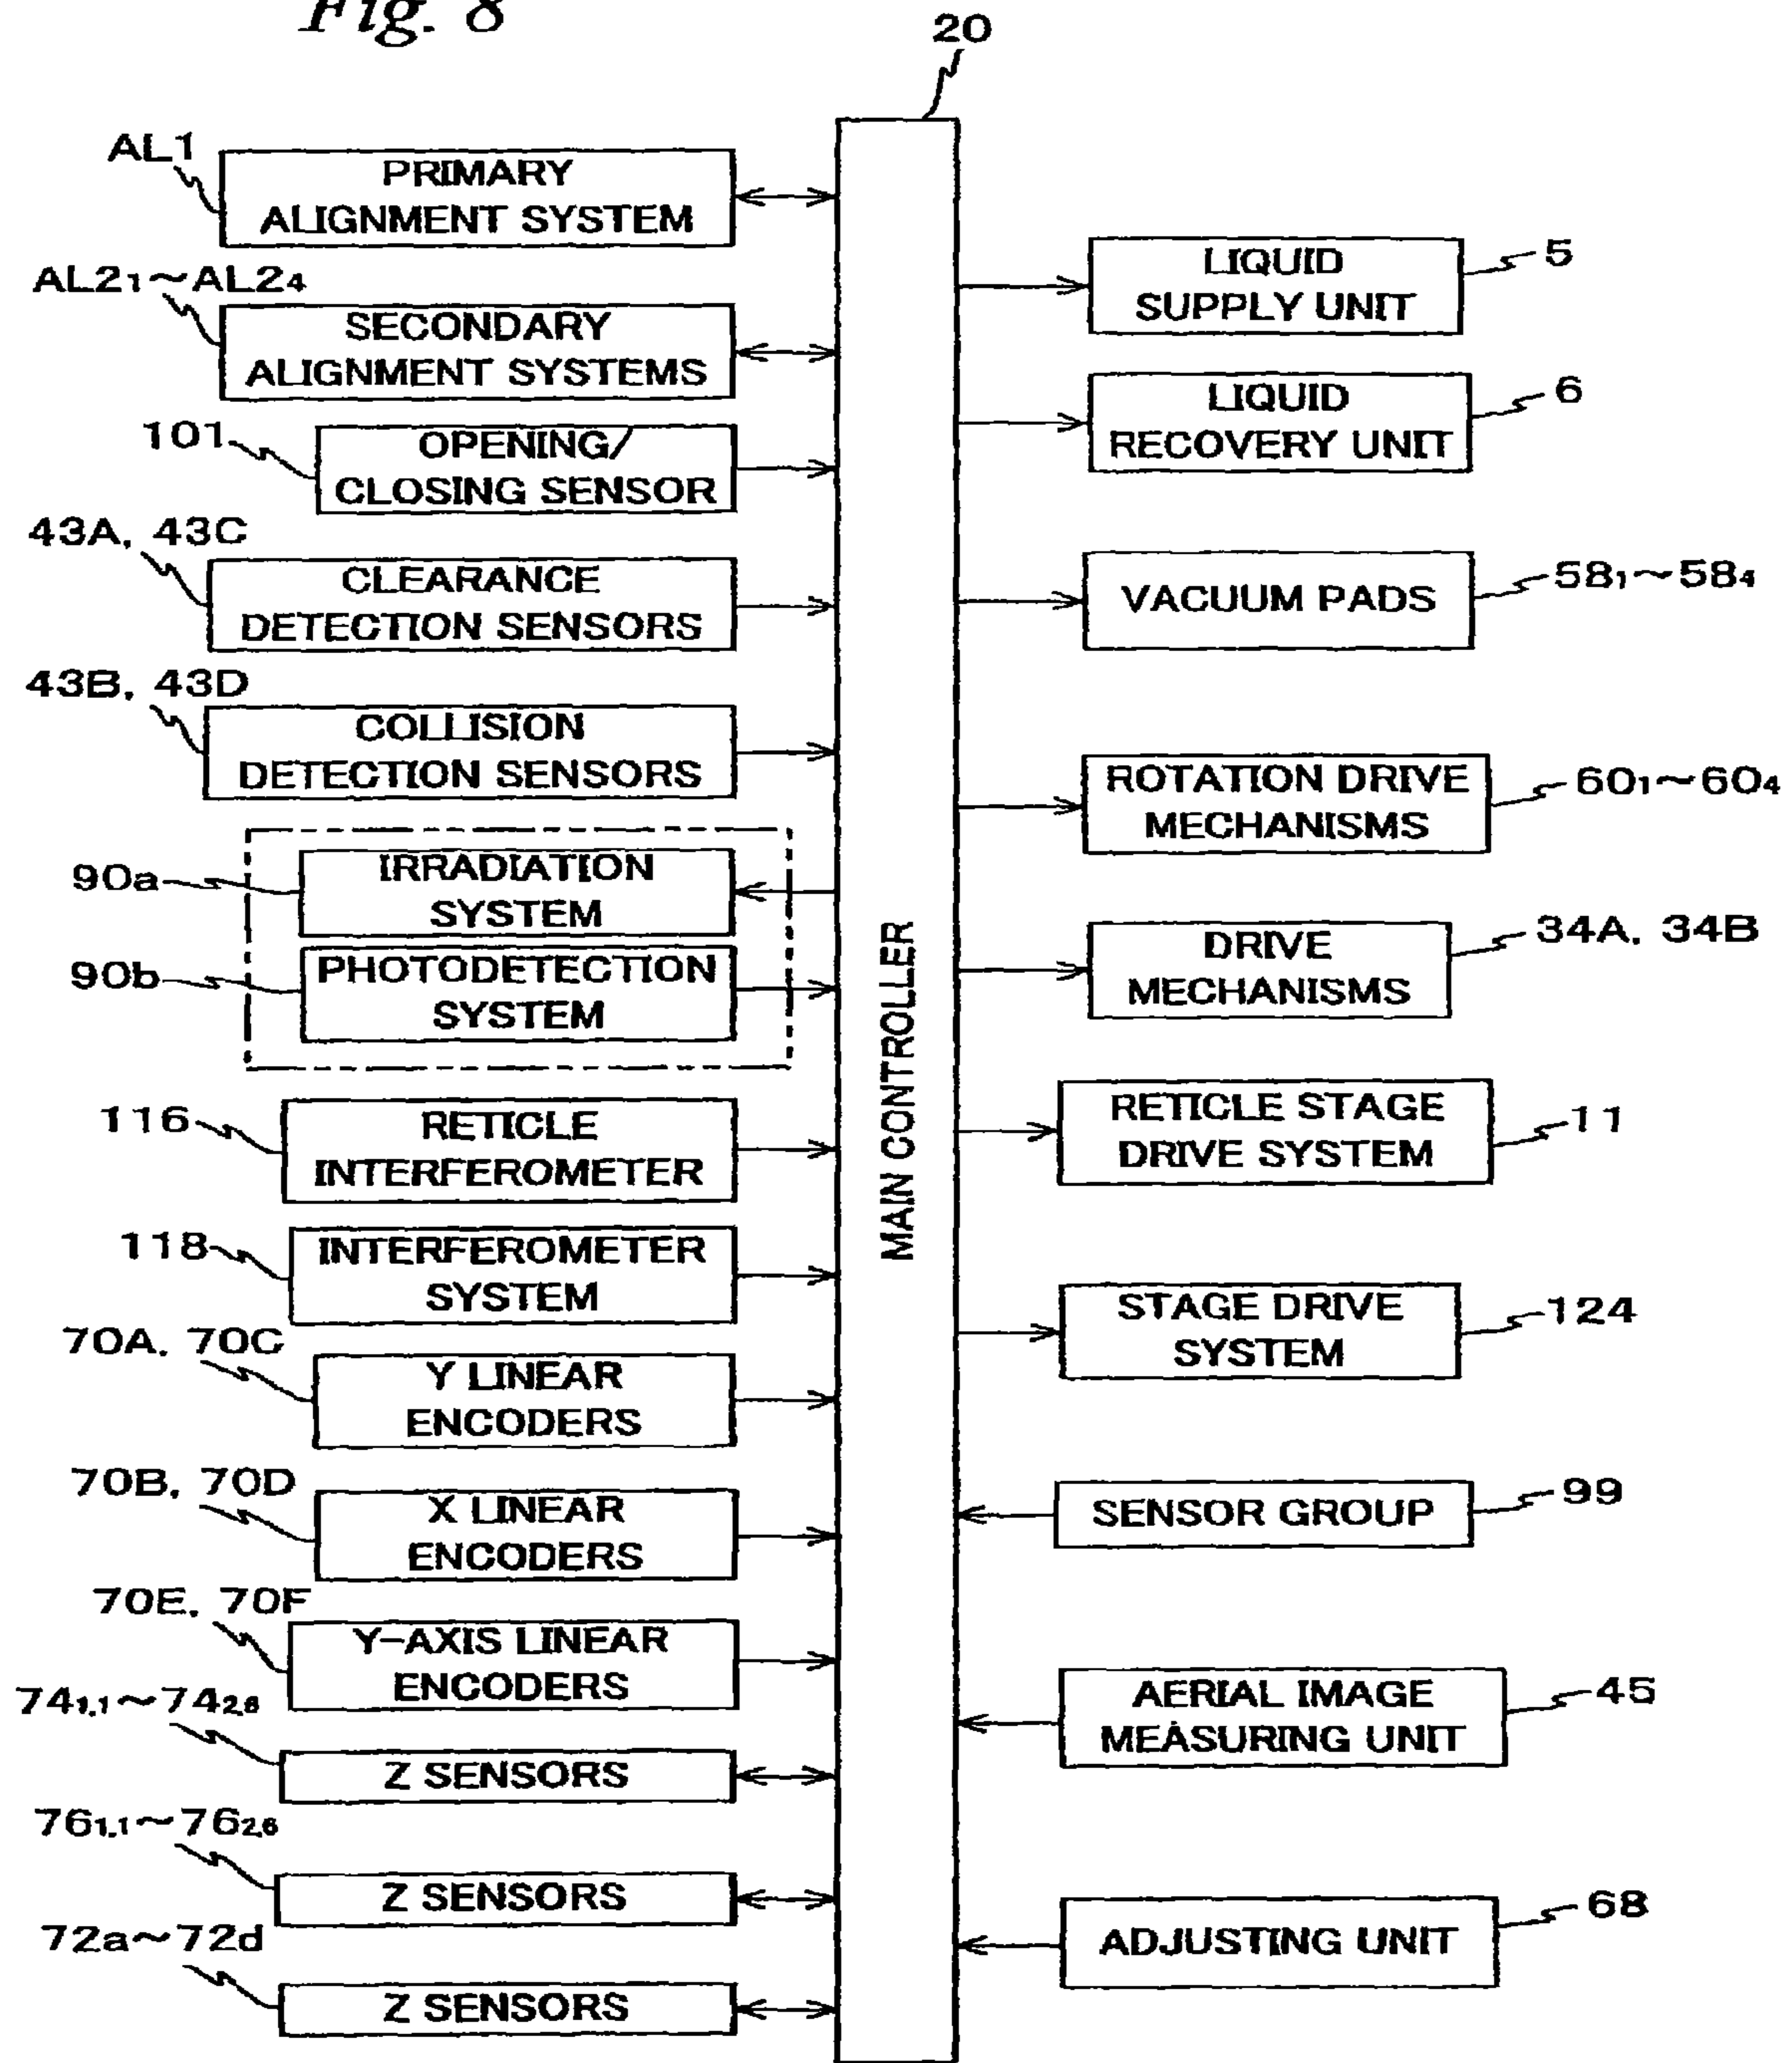 Fig. 8
20
MAIN CONTROLLER
AL1
PRIMARY
ALIGNMENT SYSTEM
AL2₁~AL2₄
SECONDARY
ALIGNMENT SYSTEMS
101
OPENING/
CLOSING SENSOR
43A, 43C
CLEARANCE
DETECTION SENSORS
43B, 43D
COLLISION
DETECTION SENSORS
90a
IRRADIATION
SYSTEM
90b
PHOTODETECTION
SYSTEM
116
RETICLE
INTERFEROMETER
118
INTERFEROMETER
SYSTEM
70A, 70C
Y LINEAR
ENCODERS
70B, 70D
X LINEAR
ENCODERS
70E, 70F
Y-AXIS LINEAR
ENCODERS
74₁,₁~74₂,₆
Z SENSORS
76₁,₁~76₂,₆
Z SENSORS
72a~72d
Z SENSORS
LIQUID
SUPPLY UNIT
5
LIQUID
RECOVERY UNIT
6
VACUUM PADS
58₁~58₄
ROTATION DRIVE
MECHANISMS
60₁~60₄
DRIVE
MECHANISMS
34A, 34B
RETICLE STAGE
DRIVE SYSTEM
11
STAGE DRIVE
SYSTEM
124
SENSOR GROUP
99
AERIAL IMAGE
MEASURING UNIT
45
ADJUSTING UNIT
68